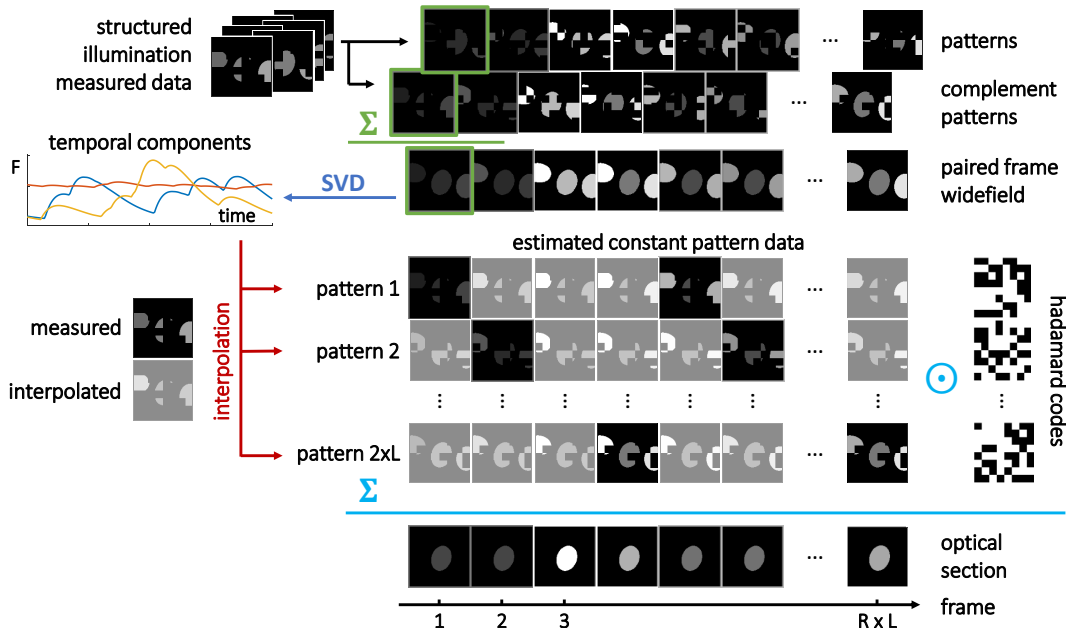 structured
illumination
measured data
patterns
complement
patterns
Σ
temporal components
F
time
SVD
paired frame
widefield
...
...
...
estimated constant pattern data
measured
interpolated
interpolation
pattern 1
...
pattern 2
...
...
pattern 2xL
...
hadamard codes
Σ
...
optical
section
1
2
3
R x L
frame